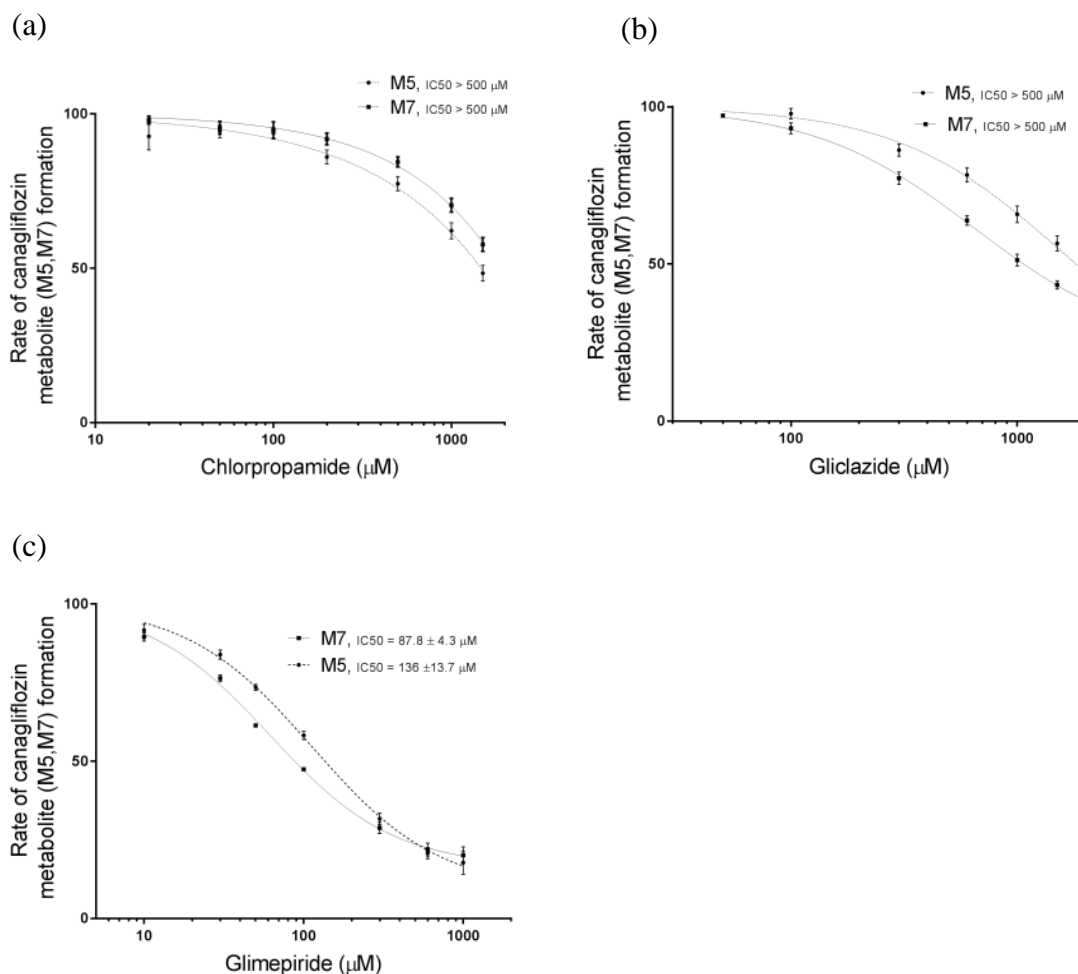 (a)
M5, IC50 > 500 μM
M7, IC50 > 500 μM
100
50
0
10
100
1000
Rate of canagliflozin
metabolite (M5,M7) formation
Chlorpropamide (μM)
(b)
M5, IC50 > 500 μM
M7, IC50 > 500 μM
100
50
0
100
1000
Rate of canagliflozin
metabolite (M5,M7) formation
Gliclazide (μM)
(c)
M7, IC50 = 87.8 ± 4.3 μM
M5, IC50 = 136 ±13.7 μM
100
50
0
10
100
1000
Rate of canagliflozin
metabolite (M5,M7) formation
Glimepiride (μM)